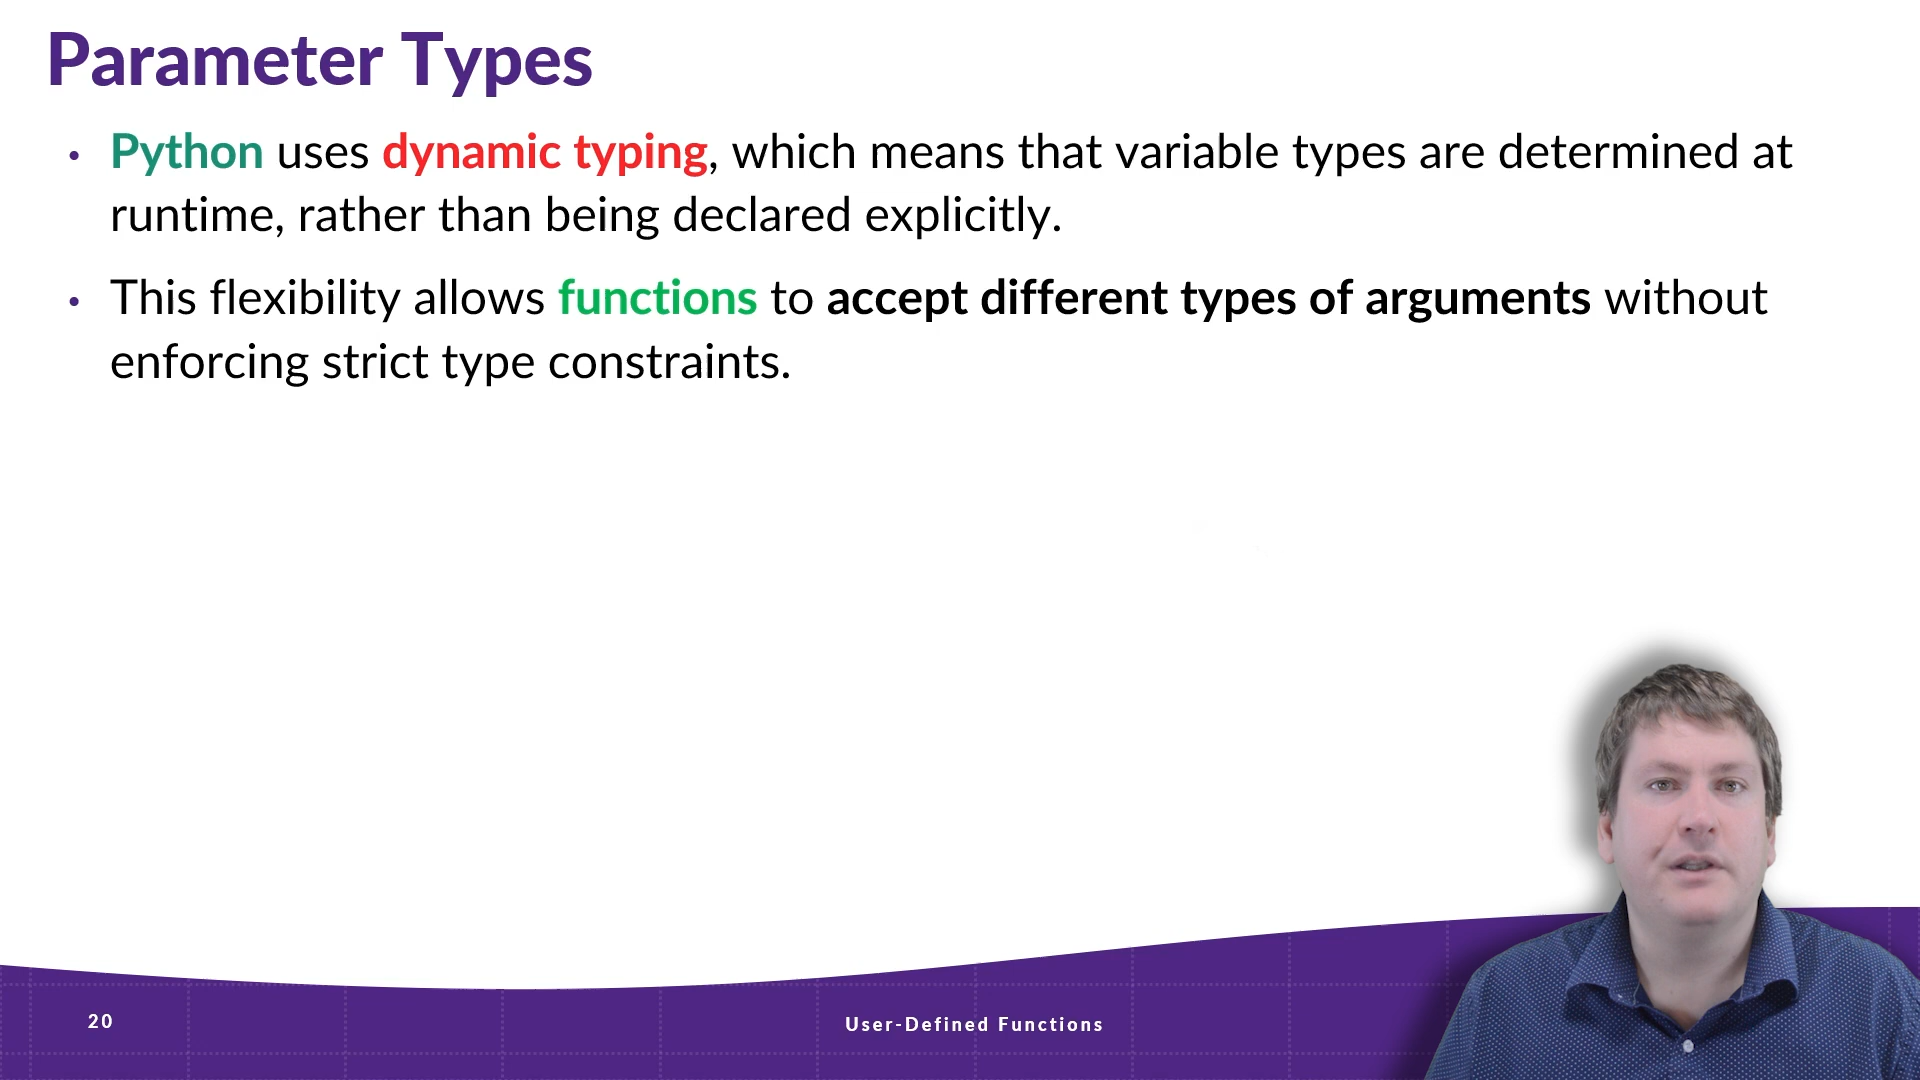 Parameter Types
• Python uses dynamic typing, which means that variable types are determined at
runtime, rather than being declared explicitly.
• This flexibility allows functions to accept different types of arguments without
enforcing strict type constraints.
20
User-Defined Functions